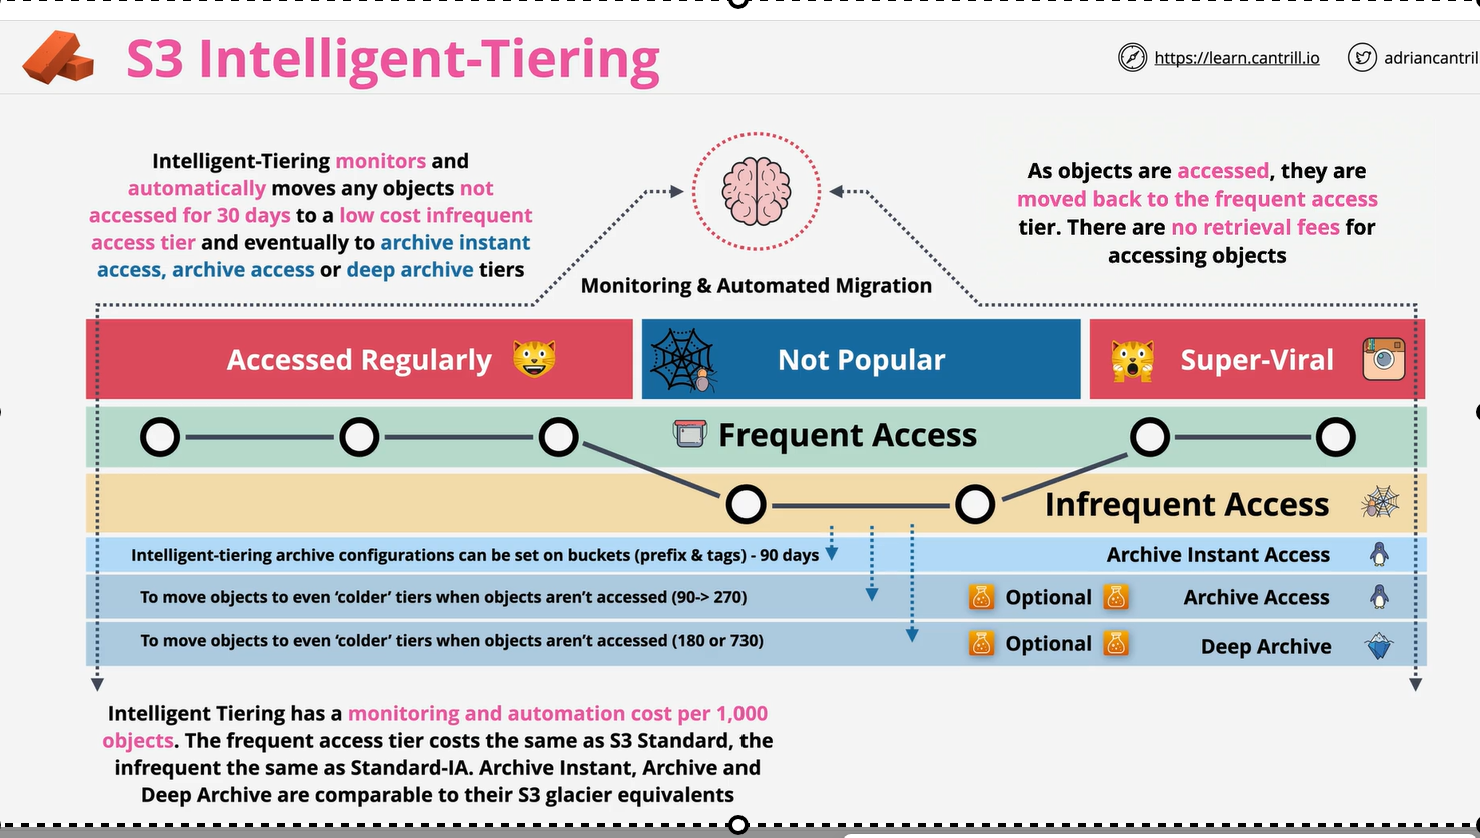 S3 Intelligent-Tiering
https://learn.cantrill.io
adriancantril
Intelligent-Tiering monitors and
automatically moves any objects not
accessed for 30 days to a low cost infrequent
access tier and eventually to archive instant
access, archive access or deep archive tiers
Monitoring & Automated Migration
As objects are accessed, they are
moved back to the frequent access
tier. There are no retrieval fees for
accessing objects
Accessed Regularly
Not Popular
Super-Viral
Frequent Access
Infrequent Access
Intelligent-tiering archive configurations can be set on buckets (prefix & tags) - 90 days
Archive Instant Access
To move objects to even ‘colder’ tiers when objects aren’t accessed (90-> 270)
Optional
Archive Access
To move objects to even ‘colder’ tiers when objects aren’t accessed (180 or 730)
Optional
Deep Archive
Intelligent Tiering has a monitoring and automation cost per 1,000
objects. The frequent access tier costs the same as S3 Standard, the
infrequent the same as Standard-IA. Archive Instant, Archive and
Deep Archive are comparable to their S3 glacier equivalents